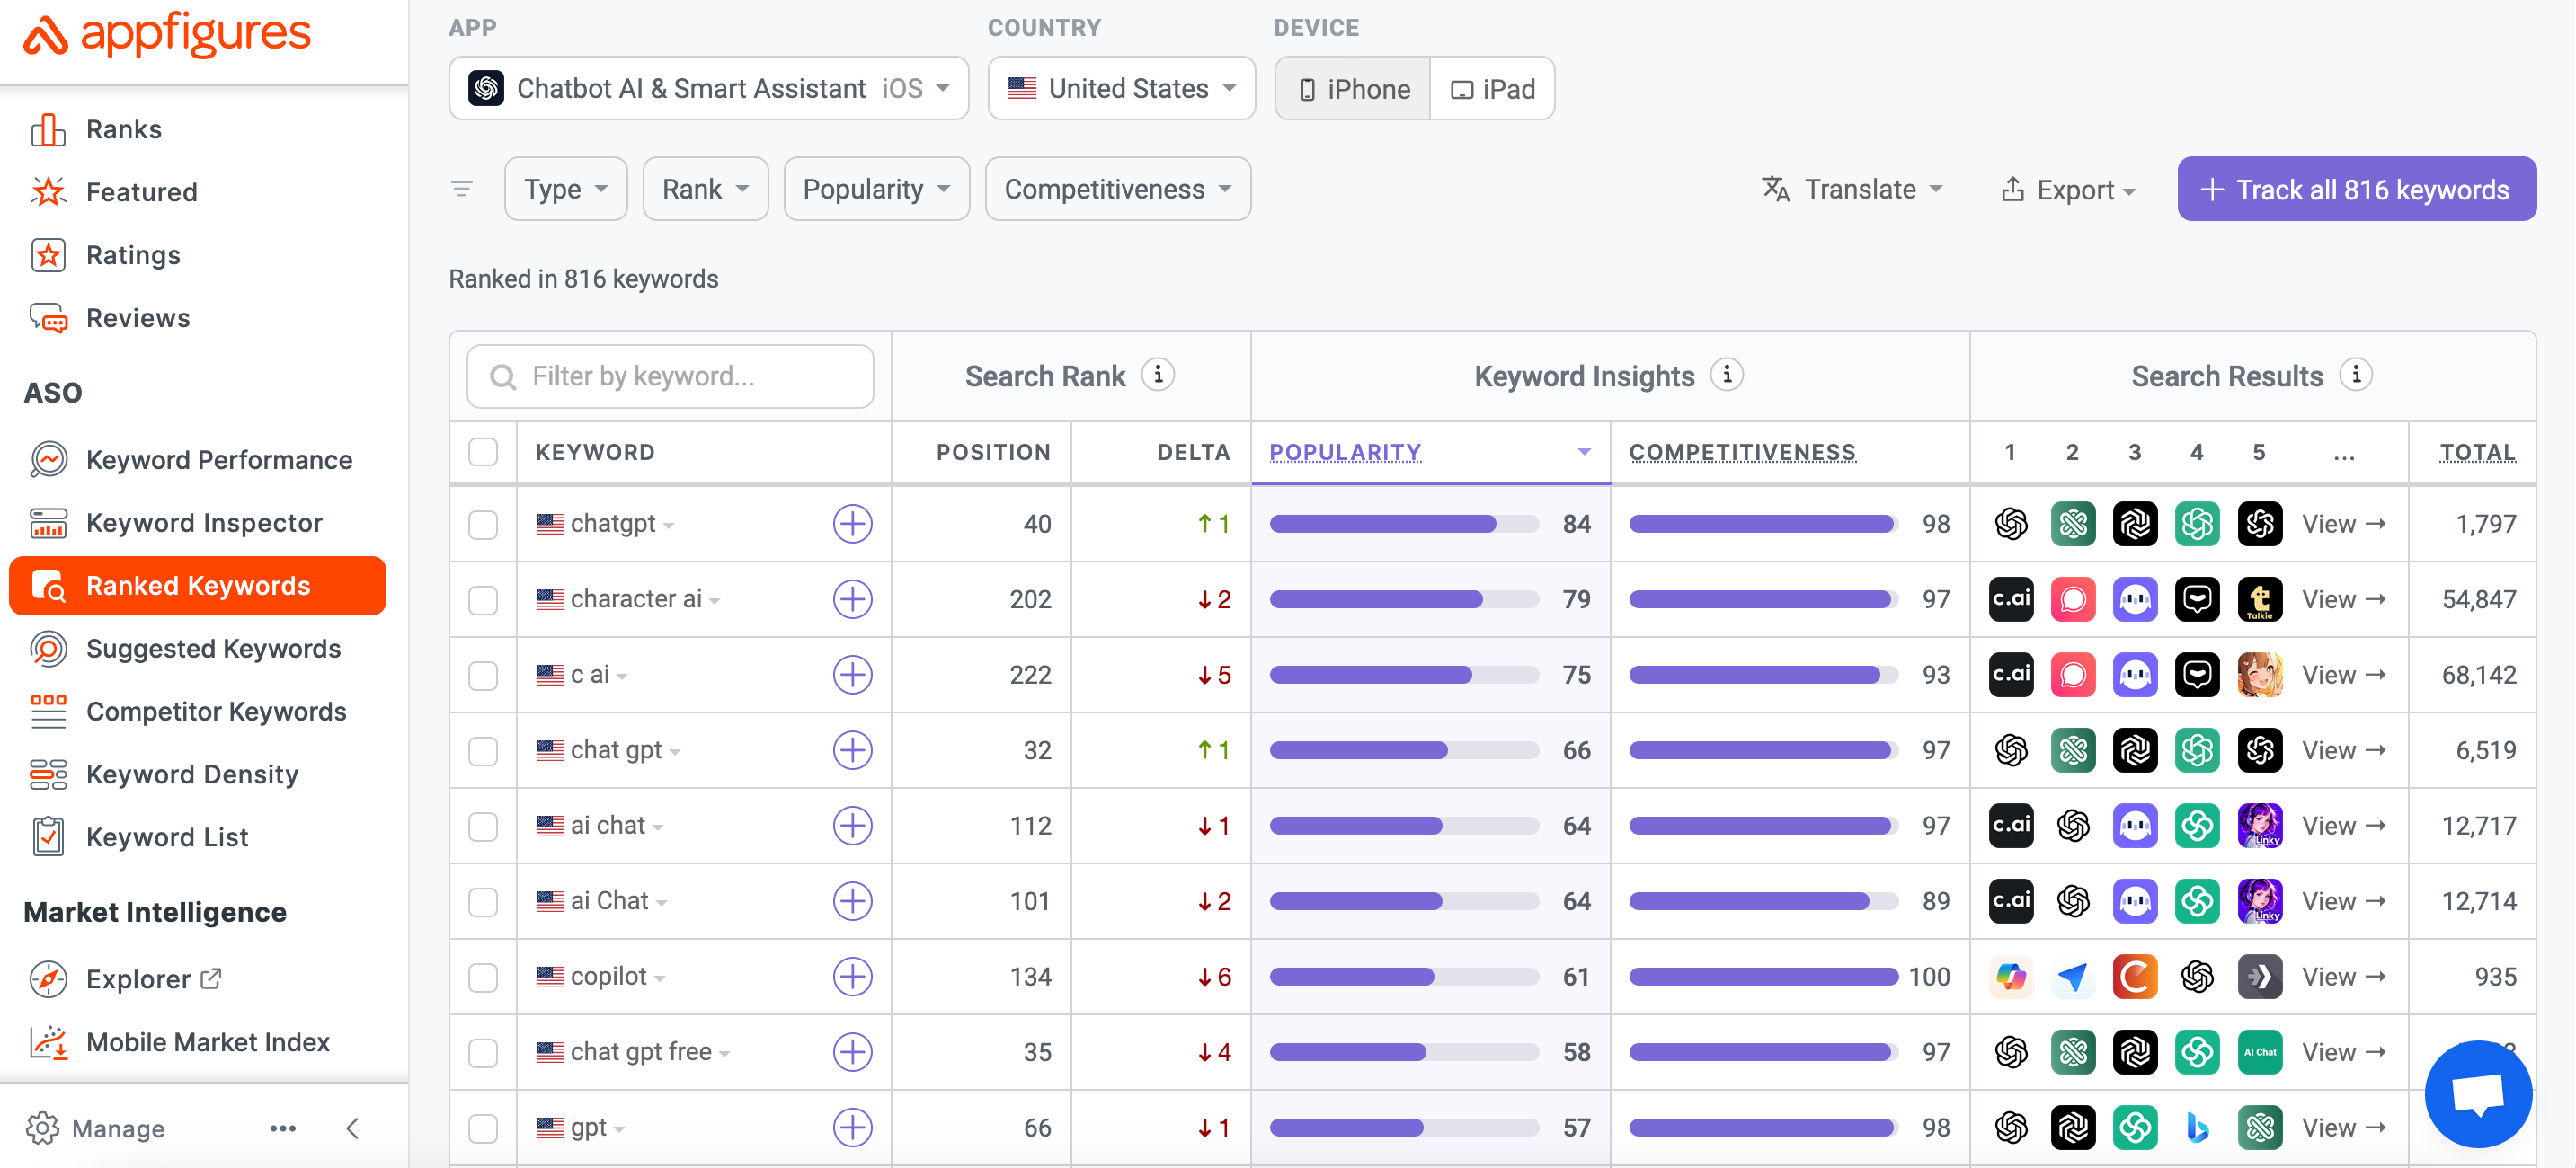 appfigures
Ranks
Featured
Ratings
Reviews
ASO
Keyword Performance
Keyword Inspector
Ranked Keywords
Suggested Keywords
Competitor Keywords
Keyword Density
Keyword List
Market Intelligence
Explorer
Mobile Market Index
Manage
APP COUNTRY DEVICE
Chatbot AI & Smart Assistant iOS United States iPhone iPad
Type Rank Popularity Competitiveness Translate Export + Track all 816 keywords
Ranked in 816 keywords
Filter by keyword... Search Rank i Keyword Insights i Search Results i
KEYWORD POSITION DELTA POPULARITY COMPETITIVENESS 1 2 3 4 5 ... TOTAL
chatgpt 40 ↑1 84 98 View → 1,797
character ai 202 ↓2 79 97 c.ai Talkie View → 54,847
c ai 222 ↓5 75 93 c.ai View → 68,142
chat gpt 32 ↑1 66 97 View → 6,519
ai chat 112 ↓1 64 97 c.ai Linky View → 12,717
ai Chat 101 ↓2 64 89 c.ai Linky View → 12,714
copilot 134 ↓6 61 100 View → 935
chat gpt free 35 ↓4 58 97 AI Chat View →
gpt 66 ↓1 57 98 View →